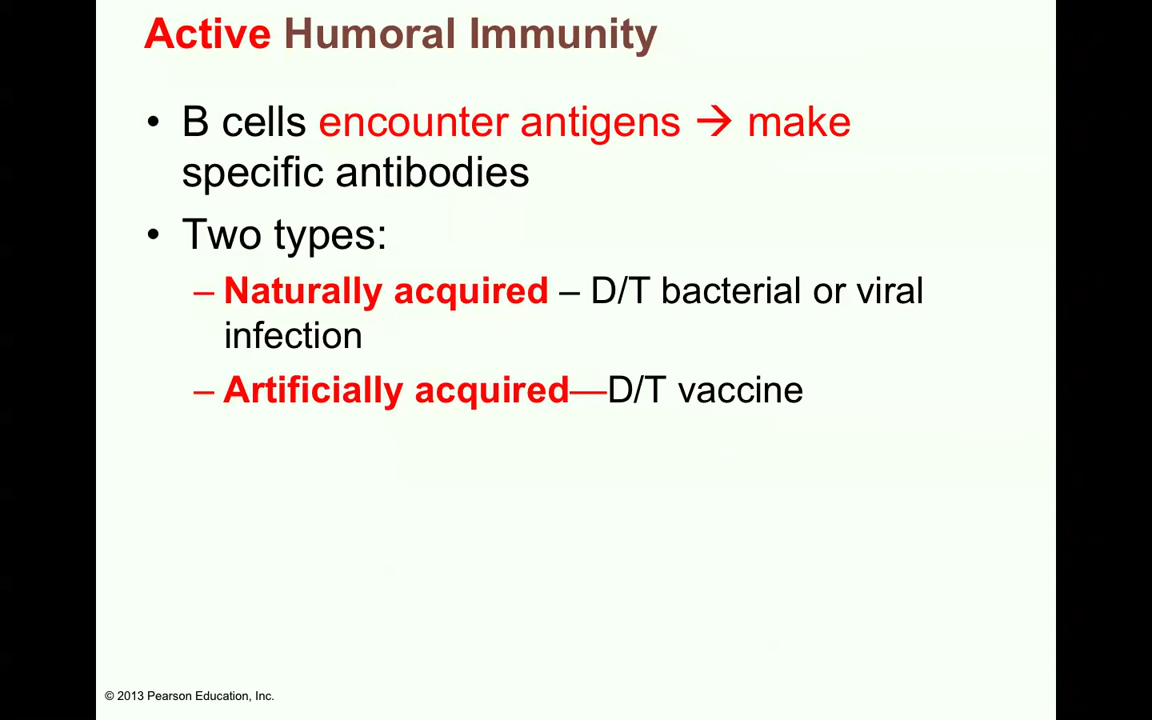 Active Humoral Immunity
• B cells encounter antigens → make
specific antibodies
• Two types:
– Naturally acquired – D/T bacterial or viral
infection
– Artificially acquired—D/T vaccine
© 2013 Pearson Education, Inc.